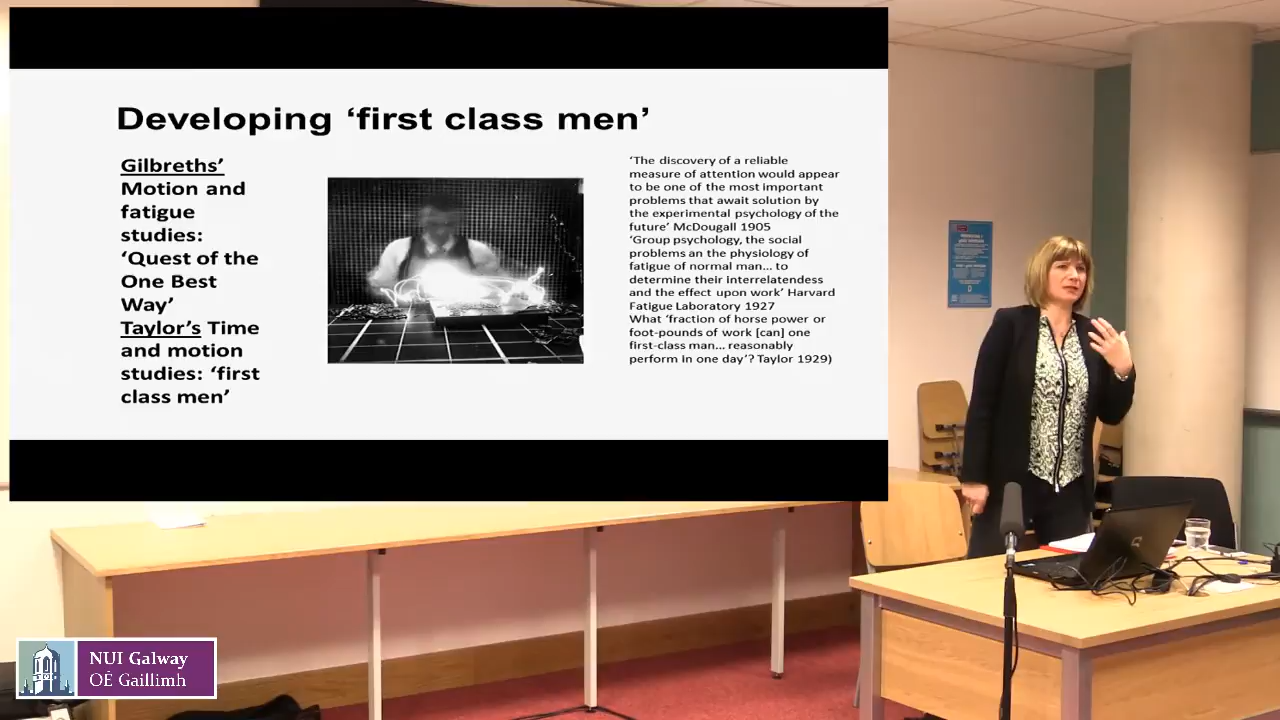 Developing ‘first class men’
Gilbreths’
Motion and
fatigue
studies:
‘Quest of the
One Best
Way’
Taylor’s Time
and motion
studies: ‘first
class men’
‘The discovery of a reliable
measure of attention would appear
to be one of the most important
problems that await solution by
the experimental psychology of the
future’ McDougall 1905
‘Group psychology, the social
problems an the physiology of
fatigue of normal man... to
determine their interrelatedness
and the effect upon work’ Harvard
Fatigue Laboratory 1927
What ‘fraction of horse power or
foot-pounds of work [can] one
first-class man... reasonably
perform in one day’? Taylor 1929)
NUI Galway
OÉ Gaillimh